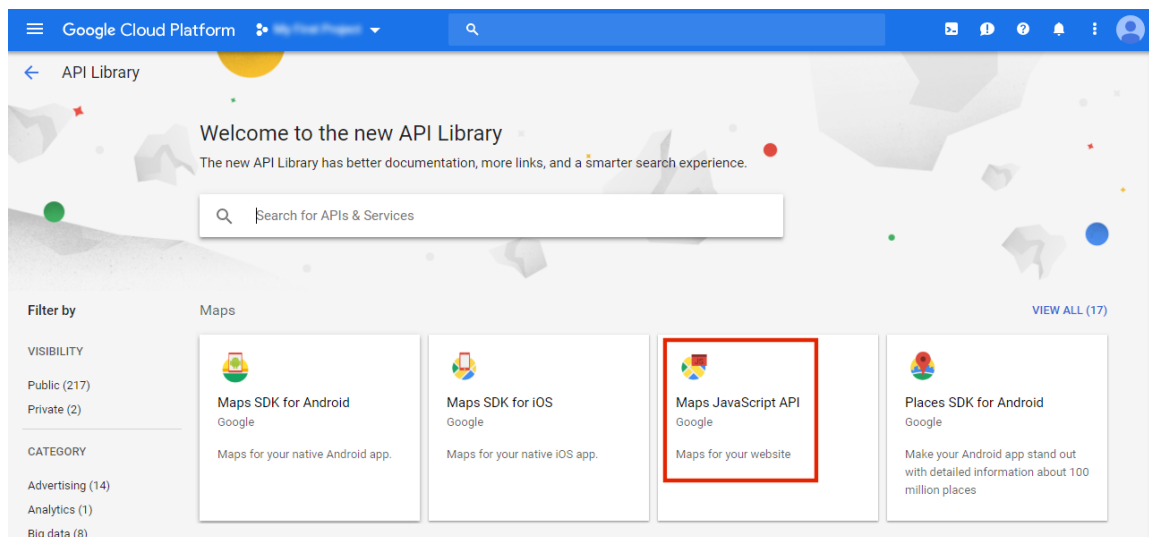 Google Cloud Platform
API Library
Welcome to the new API Library
The new API Library has better documentation, more links, and a smarter search experience.
Search for APIs & Services
Filter by
Maps
VIEW ALL (17)
VISIBILITY
Public (217)
Private (2)
CATEGORY
Advertising (14)
Analytics (1)
Big data (8)
Maps SDK for Android
Google
Maps for your native Android app.
Maps SDK for iOS
Google
Maps for your native iOS app.
Maps JavaScript API
Google
Maps for your website
Places SDK for Android
Google
Make your Android app stand out
with detailed information about 100
million places